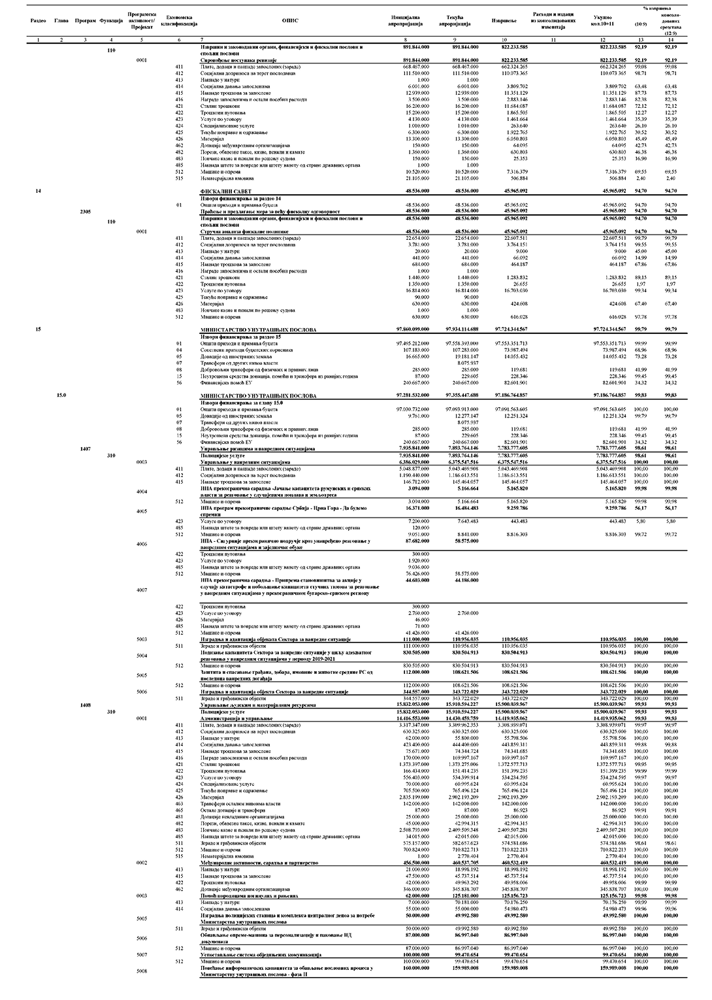 Раздео Глава Програм Функција Програмска активност/ Пројекат Економска класификација ОПИС Иницијална апропријација Текућа апропријација Извршење Расходи и издаци из консолидованих извештаја Укупно кол.10+11 % извршења (10:9) консоли-дованих средстава (12:9)
1 2 3 4 5 6 7 8 9 10 11 12 13 14
110 Извршни и законодавни органи, финансијски и фискални послови и спољни послови 891.844.000 891.844.000 822.233.585 822.233.585 92,19 92,19
0001 Спровођење поступака ревизије 891.844.000 891.844.000 822.233.585 822.233.585 92,19 92,19
411 Плате, додаци и накнаде запослених (зараде) 668.467.000 668.467.000 662.324.265 662.324.265 99,08 99,08
412 Социјални доприноси на терет послодавца 111.510.000 111.510.000 110.073.365 110.073.365 98,71 98,71
413 Накнаде у натури 1.000 1.000
414 Социјална давања запосленима 6.001.000 6.001.000 3.809.702 3.809.702 63,48 63,48
415 Накнаде трошкова за запослене 12.939.000 12.939.000 11.351.129 11.351.129 87,73 87,73
416 Награде запосленима и остали посебни расходи 3.500.000 3.500.000 2.883.146 2.883.146 82,38 82,38
421 Стални трошкови 16.200.000 16.200.000 11.684.087 11.684.087 72,12 72,12
422 Трошкови путовања 15.200.000 15.200.000 1.865.505 1.865.505 12,27 12,27
423 Услуге по уговору 4.130.000 4.130.000 1.461.664 1.461.664 35,39 35,39
424 Специјализоване услуге 1.010.000 1.010.000 263.640 263.640 26,10 26,10
425 Текуће поправке и одржавање 6.300.000 6.300.000 1.922.765 1.922.765 30,52 30,52
426 Материјал 13.300.000 13.300.000 6.050.803 6.050.803 45,49 45,49
462 Дотације међународним организацијама 150.000 150.000 64.095 64.095 42,73 42,73
482 Порези, обавезне таксе, казне, пенали и камате 1.360.000 1.360.000 630.803 630.803 46,38 46,38
483 Новчане казне и пенали по решењу судова 150.000 150.000 25.353 25.353 16,90 16,90
485 Накнада штете за повреде или штету нанету од стране државних органа 1.000 1.000
512 Машине и опрема 10.520.000 10.520.000 7.316.379 7.316.379 69,55 69,55
515 Нематеријална имовина 21.105.000 21.105.000 506.884 506.884 2,40 2,40
14 ФИСКАЛНИ САВЕТ 48.536.000 48.536.000 45.965.092 45.965.092 94,70 94,70
Извори финансирања за раздео 14
01 Општи приходи и примања буџета 48.536.000 48.536.000 45.965.092 45.965.092 94,70 94,70
2305 Праћење и предлагање мера за већу фискалну одговорност 48.536.000 48.536.000 45.965.092 45.965.092 94,70 94,70
110 Извршни и законодавни органи, финансијски и фискални послови и спољни послови 48.536.000 48.536.000 45.965.092 45.965.092 94,70 94,70
0001 Стручна анализа фискалне политике 48.536.000 48.536.000 45.965.092 45.965.092 94,70 94,70
411 Плате, додаци и накнаде запослених (зараде) 22.654.000 22.654.000 22.607.511 22.607.511 99,79 99,79
412 Социјални доприноси на терет послодавца 3.781.000 3.781.000 3.764.151 3.764.151 99,55 99,55
413 Накнаде у натури 20.000 20.000 9.000 9.000 45,00 45,00
414 Социјална давања запосленима 441.000 441.000 66.092 66.092 14,99 14,99
415 Накнаде трошкова за запослене 684.000 684.000 464.187 464.187 67,86 67,86
416 Награде запосленима и остали посебни расходи 1.000 1.000
421 Стални трошкови 1.440.000 1.440.000 1.283.832 1.283.832 89,15 89,15
422 Трошкови путовања 1.350.000 1.350.000 26.655 26.655 1,97 1,97
423 Услуге по уговору 16.814.000 16.814.000 16.703.030 16.703.030 99,34 99,34
425 Текуће поправке и одржавање 90.000 90.000
426 Материјал 630.000 630.000 424.608 424.608 67,40 67,40
483 Новчане казне и пенали по решењу судова 1.000 1.000
512 Машине и опрема 630.000 630.000 616.028 616.028 97,78 97,78
15 МИНИСТАРСТВО УНУТРАШЊИХ ПОСЛОВА 97.860.099.000 97.934.114.688 97.724.344.567 97.724.344.567 99,79 99,79
Извори финансирања за раздео 15
01 Општи приходи и примања буџета 97.495.212.000 97.558.393.000 97.553.351.713 97.553.351.713 99,99 99,99
04 Сопствени приходи буџетских корисника 107.183.000 107.283.000 73.987.494 73.987.494 68,96 68,96
05 Донације од иностраних земаља 16.665.000 19.181.147 14.055.432 14.055.432 73,28 73,28
07 Трансфери од других нивоа власти 8.075.937
08 Добровољни трансфери од физичких и правних лица 285.000 285.000 119.681 119.681 41,99 41,99
15 Неутрошена средства донација, помоћи и трансфера из ранијих година 87.000 229.605 228.346 228.346 99,45 99,45
56 Финансијска помоћ ЕУ 240.667.000 240.667.000 82.601.901 82.601.901 34,32 34,32
15.0 МИНИСТАРСТВО УНУТРАШЊИХ ПОСЛОВА 97.281.532.000 97.355.447.688 97.186.764.857 97.186.764.857 99,83 99,83
Извори финансирања за главу 15.0
01 Општи приходи и примања буџета 97.030.732.000 97.093.913.000 97.091.563.605 97.091.563.605 100,00 100,00
05 Донације од иностраних земаља 9.761.000 12.277.147 12.251.324 12.251.324 99,79 99,79
07 Трансфери од других нивоа власти 8.075.937
08 Добровољни трансфери од физичких и правних лица 285.000 285.000 119.681 119.681 41,99 41,99
15 Неутрошена средства донација, помоћи и трансфера из ранијих година 87.000 229.605 228.346 228.346 99,45 99,45
56 Финансијска помоћ ЕУ 240.667.000 240.667.000 82.601.901 82.601.901 34,32 34,32
1407 Управљање ризицима и ванредним ситуацијама 7.935.841.000 7.893.764.146 7.783.777.605 7.783.777.605 98,61 98,61
310 Полицијске услуге 7.935.841.000 7.893.764.146 7.783.777.605 7.783.777.605 98,61 98,61
0003 Управљање у ванредним ситуацијама 6.386.029.000 6.375.547.516 6.375.547.516 6.375.547.516 100,00 100,00
411 Плате, додаци и накнаде запослених (зараде) 5.048.877.000 5.043.469.908 5.043.469.908 5.043.469.908 100,00 100,00
412 Социјални доприноси на терет послодавца 1.190.440.000 1.186.613.551 1.186.613.551 1.186.613.551 100,00 100,00
415 Накнаде трошкова за запослене 146.712.000 145.464.057 145.464.057 145.464.057 100,00 100,00
4004 ИПА прекогранична сарадња -Јачање капацитета румунских и српских власти за реаговање у случајевима поплава и земљотреса 3.094.000 5.166.664 5.165.820 5.165.820 99,98 99,98
512 Машине и опрема 3.094.000 5.166.664 5.165.820 5.165.820 99,98 99,98
4005 ИПА програм прекограничне сарадње Србија - Црна Гора - Да будемо спремни 16.371.000 16.484.483 9.259.786 9.259.786 56,17 56,17
423 Услуге по уговору 7.200.000 7.643.483 443.483 443.483 5,80 5,80
485 Накнада штете за повреде или штету нанету од стране државних органа 120.000
512 Машине и опрема 9.051.000 8.841.000 8.816.303 8.816.303 99,72 99,72
4006 ИПА - Сигурније прекогранично подручје кроз унапређено реаговање у ванредним ситуацијама и заједничке обуке 87.682.000 58.575.000
422 Трошкови путовања 300.000
423 Услуге по уговору 1.920.000
485 Накнада штете за повреде или штету нанету од стране државних органа 9.036.000
512 Машине и опрема 76.426.000 58.575.000
4007 ИПА прекогранична сарадња - Припрема становништва за акције у случају катастрофе и побољшање капацитета стучних тимова за реаговање у ванредним ситуацијама у прекограничном бугарско-српском региону 44.603.000 44.186.000
422 Трошкови путовања 300.000
423 Услуге по уговору 2.760.000 2.760.000
426 Материјал 46.000
485 Накнада штете за повреде или штету нанету од стране државних органа 71.000
512 Машине и опрема 41.426.000 41.426.000
5003 Изградња и адаптација објеката Сектора за ванредне ситуације 111.000.000 110.956.035 110.956.035 110.956.035 100,00 100,00
511 Зграде и грађевински објекти 111.000.000 110.956.035 110.956.035 110.956.035 100,00 100,00
5004 Подизање капацитета Сектора за ванредне ситуације у циљу адекватног реаговања у ванредним ситуацијама у периоду 2019-2021 830.505.000 830.504.913 830.504.913 830.504.913 100,00 100,00
512 Машине и опрема 830.505.000 830.504.913 830.504.913 830.504.913 100,00 100,00
5005 Заштита и спасавање грађана, добара, имовине и животне средине РС од последица ванредних догађаја 112.000.000 108.621.506 108.621.506 108.621.506 100,00 100,00
512 Машине и опрема 112.000.000 108.621.506 108.621.506 108.621.506 100,00 100,00
5006 Изградња и адаптација објекта Сектора за ванредне ситуације 344.557.000 343.722.029 343.722.029 343.722.029 100,00 100,00
511 Зграде и грађевински објекти 344.557.000 343.722.029 343.722.029 343.722.029 100,00 100,00
1408 Управљање људским и материјалним ресурсима 15.832.053.000 15.910.594.227 15.900.039.967 15.900.039.967 99,93 99,93
310 Полицијске услуге 15.832.053.000 15.910.594.227 15.900.039.967 15.900.039.967 99,93 99,93
0001 Администрација и управљање 14.416.553.000 14.430.459.759 14.419.935.062 14.419.935.062 99,93 99,93
411 Плате, додаци и накнаде запослених (зараде) 3.317.347.000 3.309.962.353 3.308.939.071 3.308.939.071 99,97 99,97
412 Социјални доприноси на терет послодавца 630.325.000 630.325.000 630.325.000 630.325.000 100,00 100,00
413 Накнаде у натури 62.000.000 55.800.000 55.798.506 55.798.506 100,00 100,00
414 Социјална давања запосленима 423.400.000 444.400.000 443.859.311 443.859.311 99,88 99,88
415 Накнаде трошкова за запослене 75.671.000 74.344.724 74.341.685 74.341.685 100,00 100,00
416 Награде запосленима и остали посебни расходи 170.000.000 169.997.167 169.997.167 169.997.167 100,00 100,00
421 Стални трошкови 1.373.397.000 1.373.275.006 1.372.577.713 1.372.577.713 99,95 99,95
422 Трошкови путовања 166.434.000 151.414.235 151.399.235 151.399.235 99,99 99,99
423 Услуге по уговору 556.403.000 534.399.914 534.234.595 534.234.595 99,97 99,97
424 Специјализоване услуге 70.000.000 60.995.624 60.995.624 60.995.624 100,00 100,00
425 Текуће поправке и одржавање 705.500.000 765.496.124 765.496.124 765.496.124 100,00 100,00
426 Материјал 2.835.199.000 2.902.193.209 2.902.193.209 2.902.193.209 100,00 100,00
463 Трансфери осталим нивоима власти 142.000.000 142.000.000 142.000.000 142.000.000 100,00 100,00
465 Остале дотације и трансфери 87.000 87.000 86.923 86.923 99,91 99,91
481 Дотације невладиним организацијама 25.000.000 25.000.000 25.000.000 25.000.000 100,00 100,00
482 Порези, обавезне таксе, казне, пенали и камате 45.000.000 42.994.315 42.994.315 42.994.315 100,00 100,00
483 Новчане казне и пенали по решењу судова 2.508.793.000 2.409.509.348 2.409.507.281 2.409.507.281 100,00 100,00
485 Накнада штете за повреде или штету нанету од стране државних органа 34.015.000 42.015.000 42.015.000 42.015.000 100,00 100,00
511 Зграде и грађевински објекти 575.157.000 582.657.623 574.581.686 574.581.686 98,61 98,61
512 Машине и опрема 700.824.000 710.822.713 710.822.213 710.822.213 100,00 100,00
515 Нематеријална имовина 1.000 2.770.404 2.770.404 2.770.404 100,00 100,00
0002 Међународне активности, сарадња и партнерство 456.500.000 460.537.705 460.532.419 460.532.419 100,00 100,00
413 Накнаде у натури 21.000.000 18.998.192 18.998.192 18.998.192 100,00 100,00
415 Накнаде трошкова за запослене 47.500.000 45.737.514 45.737.514 45.737.514 100,00 100,00
422 Трошкови путовања 42.000.000 49.963.292 49.958.006 49.958.006 99,99 99,99
462 Дотације међународним организацијама 346.000.000 345.838.707 345.838.707 345.838.707 100,00 100,00
0003 Помоћ породицама погинулих и рањених 62.000.000 125.181.000 125.156.723 125.156.723 99,98 99,98
413 Накнаде у натури 7.000.000 70.181.000 70.176.250 70.176.250 99,99 99,99
414 Социјална давања запосленима 55.000.000 55.000.000 54.980.473 54.980.473 99,96 99,96
5005 Изградња полицијских станица и комплекса централног депоа за потребе Министарства унутрашњих послова 50.000.000 49.992.580 49.992.580 49.992.580 100,00 100,00
511 Зграде и грађевински објекти 50.000.000 49.992.580 49.992.580 49.992.580 100,00 100,00
5006 Обнављање опреме-машина за персонализацију и паковање ИД докумената 87.000.000 86.997.040 86.997.040 86.997.040 100,00 100,00
512 Машине и опрема 87.000.000 86.997.040 86.997.040 86.997.040 100,00 100,00
5007 Успостављање система обједињених комуникација 100.000.000 99.470.654 99.470.654 99.470.654 100,00 100,00
512 Машине и опрема 100.000.000 99.470.654 99.470.654 99.470.654 100,00 100,00
5008 Повећање информатичких капацитета за обављање пословних процеса у Министарству унутрашњих послова - фаза II 160.000.000 159.989.008 159.989.008 159.989.008 100,00 100,00